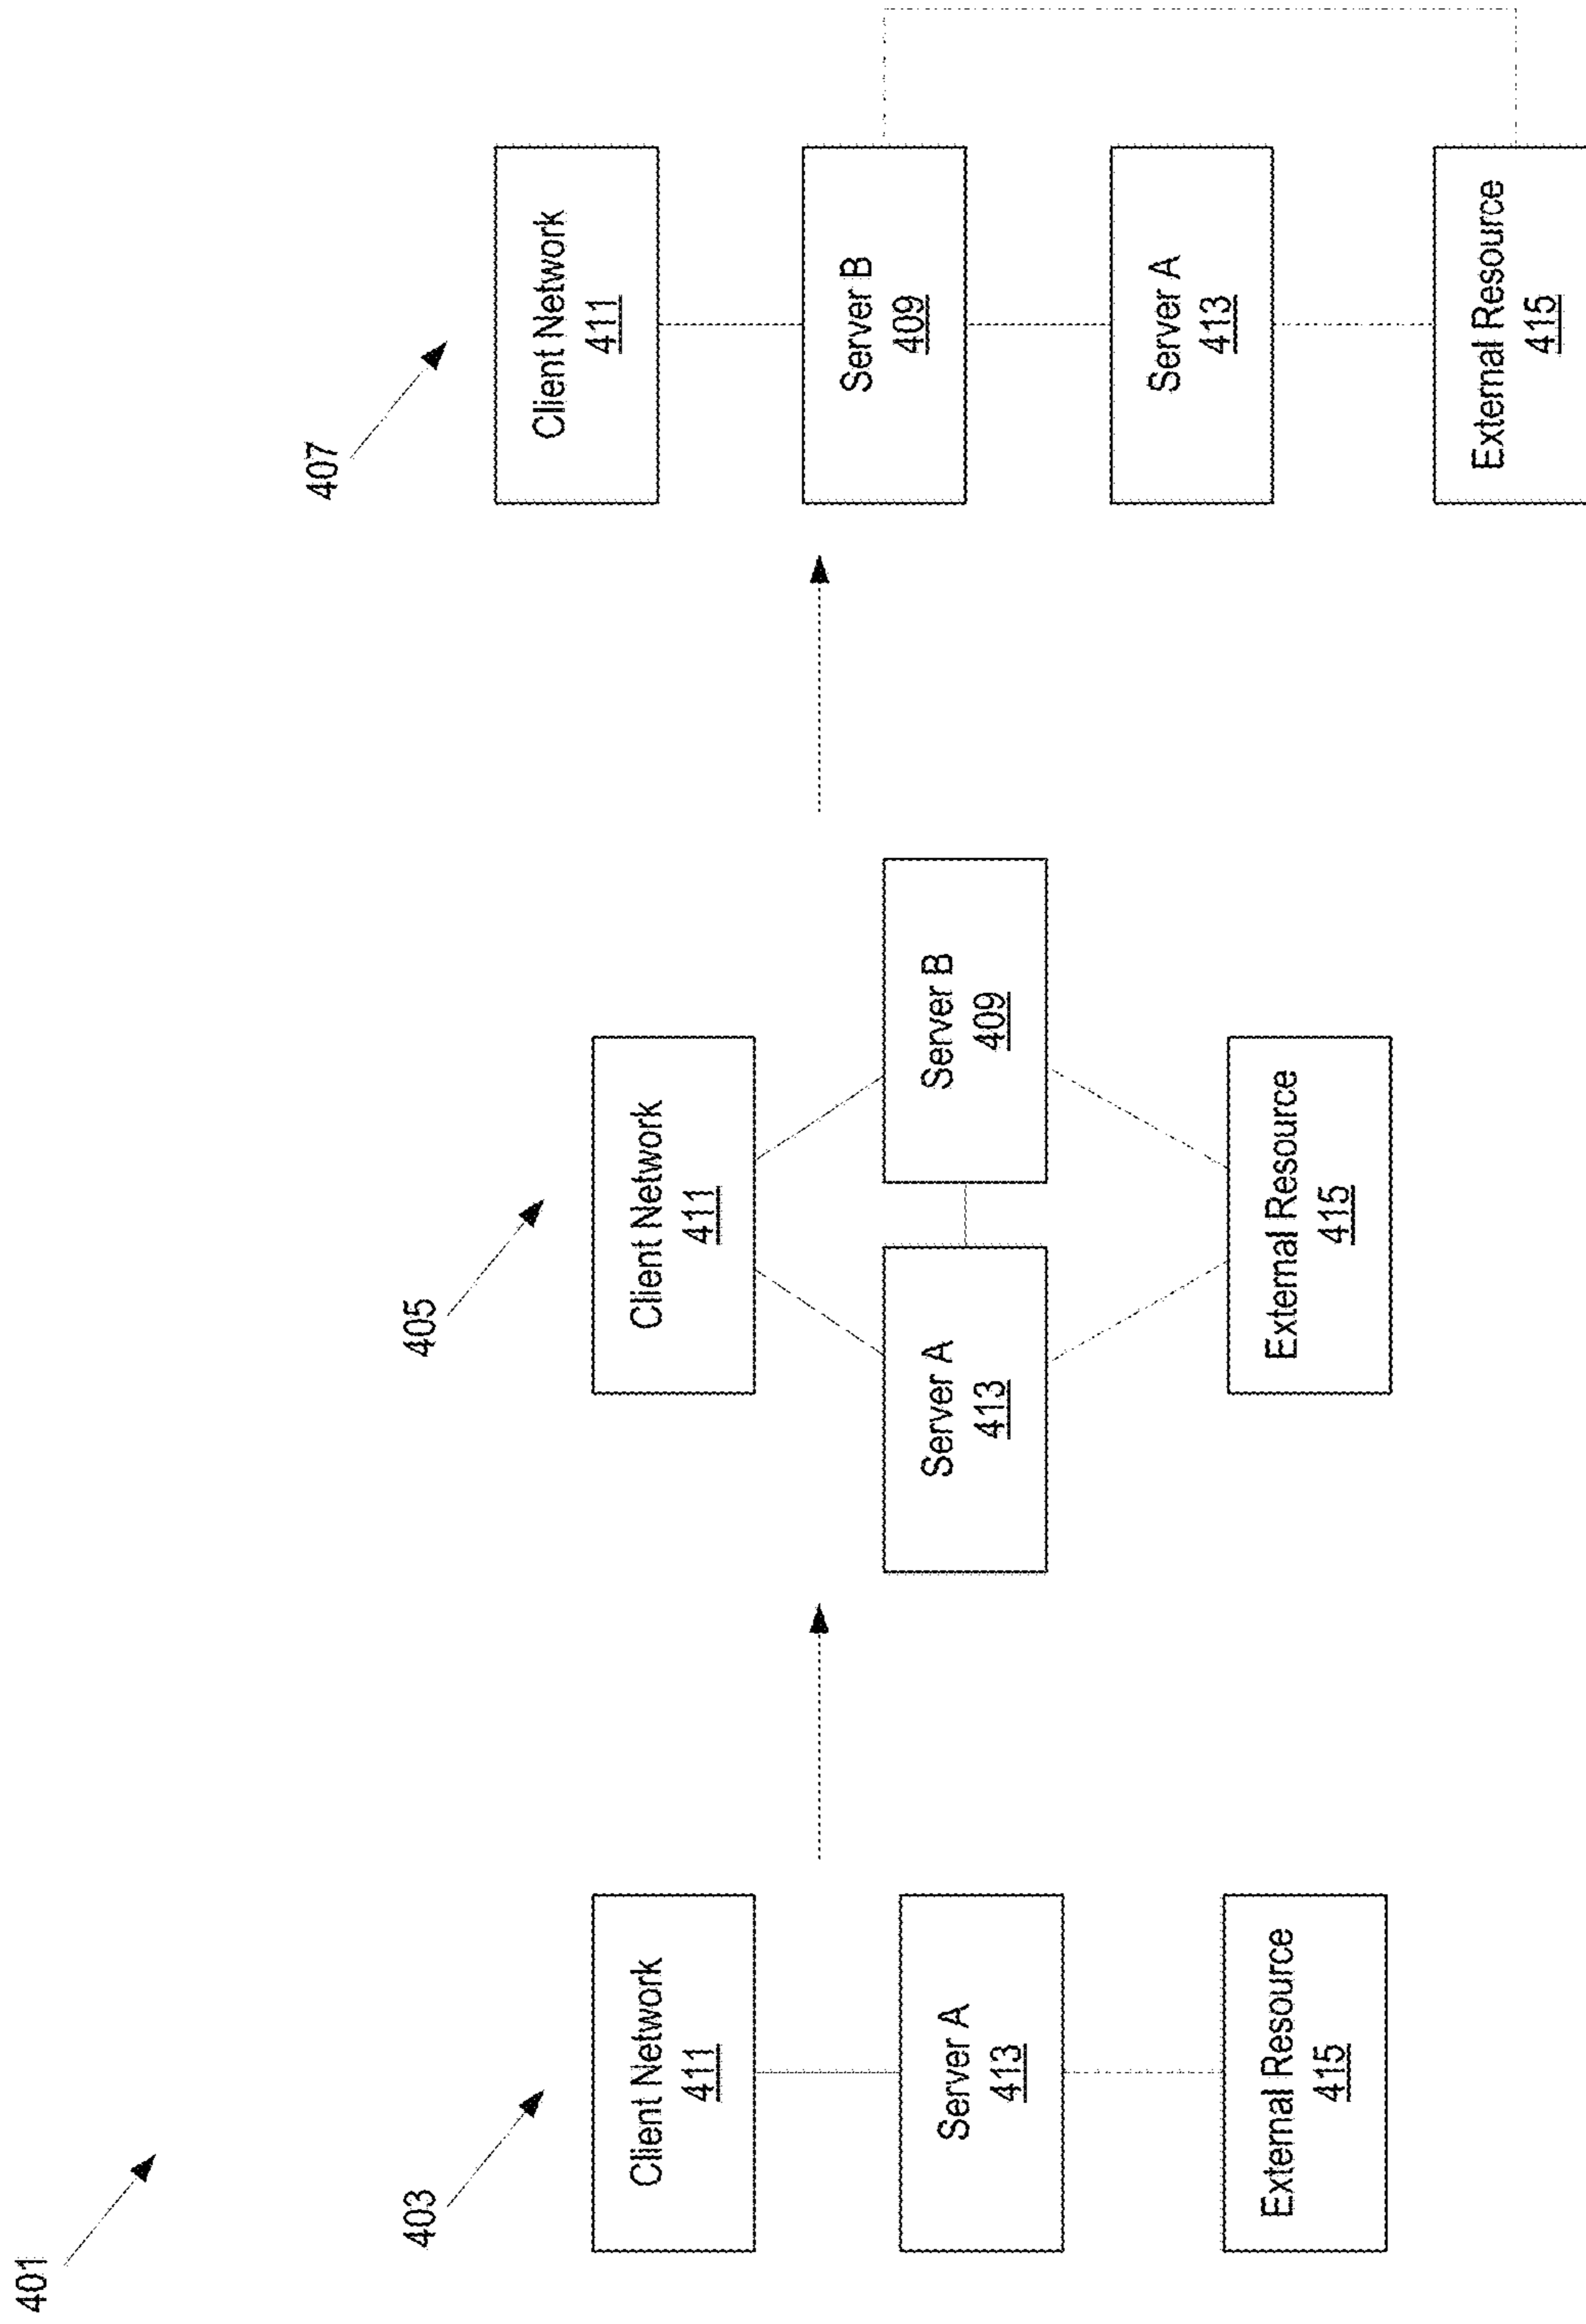 401
403
Client Network
411
Server A
413
External Resource
415
405
Client Network
411
Server A
413
Server B
409
External Resource
415
407
Client Network
411
Server B
409
Server A
413
External Resource
415